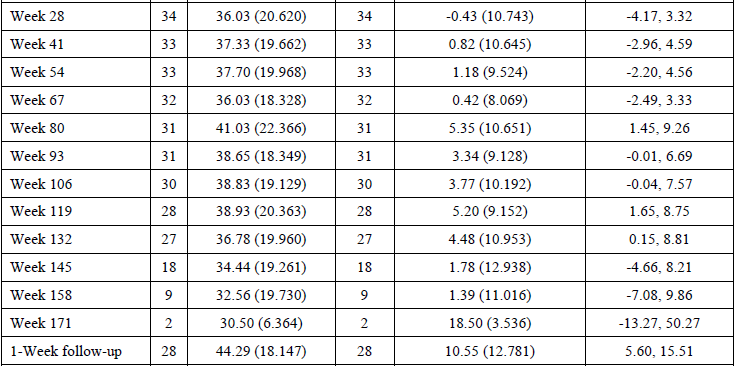 Week 28 34 36.03 (20.620) 34 -0.43 (10.743) -4.17, 3.32
Week 41 33 37.33 (19.662) 33 0.82 (10.645) -2.96, 4.59
Week 54 33 37.70 (19.968) 33 1.18 (9.524) -2.20, 4.56
Week 67 32 36.03 (18.328) 32 0.42 (8.069) -2.49, 3.33
Week 80 31 41.03 (22.366) 31 5.35 (10.651) 1.45, 9.26
Week 93 31 38.65 (18.349) 31 3.34 (9.128) -0.01, 6.69
Week 106 30 38.83 (19.129) 30 3.77 (10.192) -0.04, 7.57
Week 119 28 38.93 (20.363) 28 5.20 (9.152) 1.65, 8.75
Week 132 27 36.78 (19.960) 27 4.48 (10.953) 0.15, 8.81
Week 145 18 34.44 (19.261) 18 1.78 (12.938) -4.66, 8.21
Week 158 9 32.56 (19.730) 9 1.39 (11.016) -7.08, 9.86
Week 171 2 30.50 (6.364) 2 18.50 (3.536) -13.27, 50.27
1-Week follow-up 28 44.29 (18.147) 28 10.55 (12.781) 5.60, 15.51